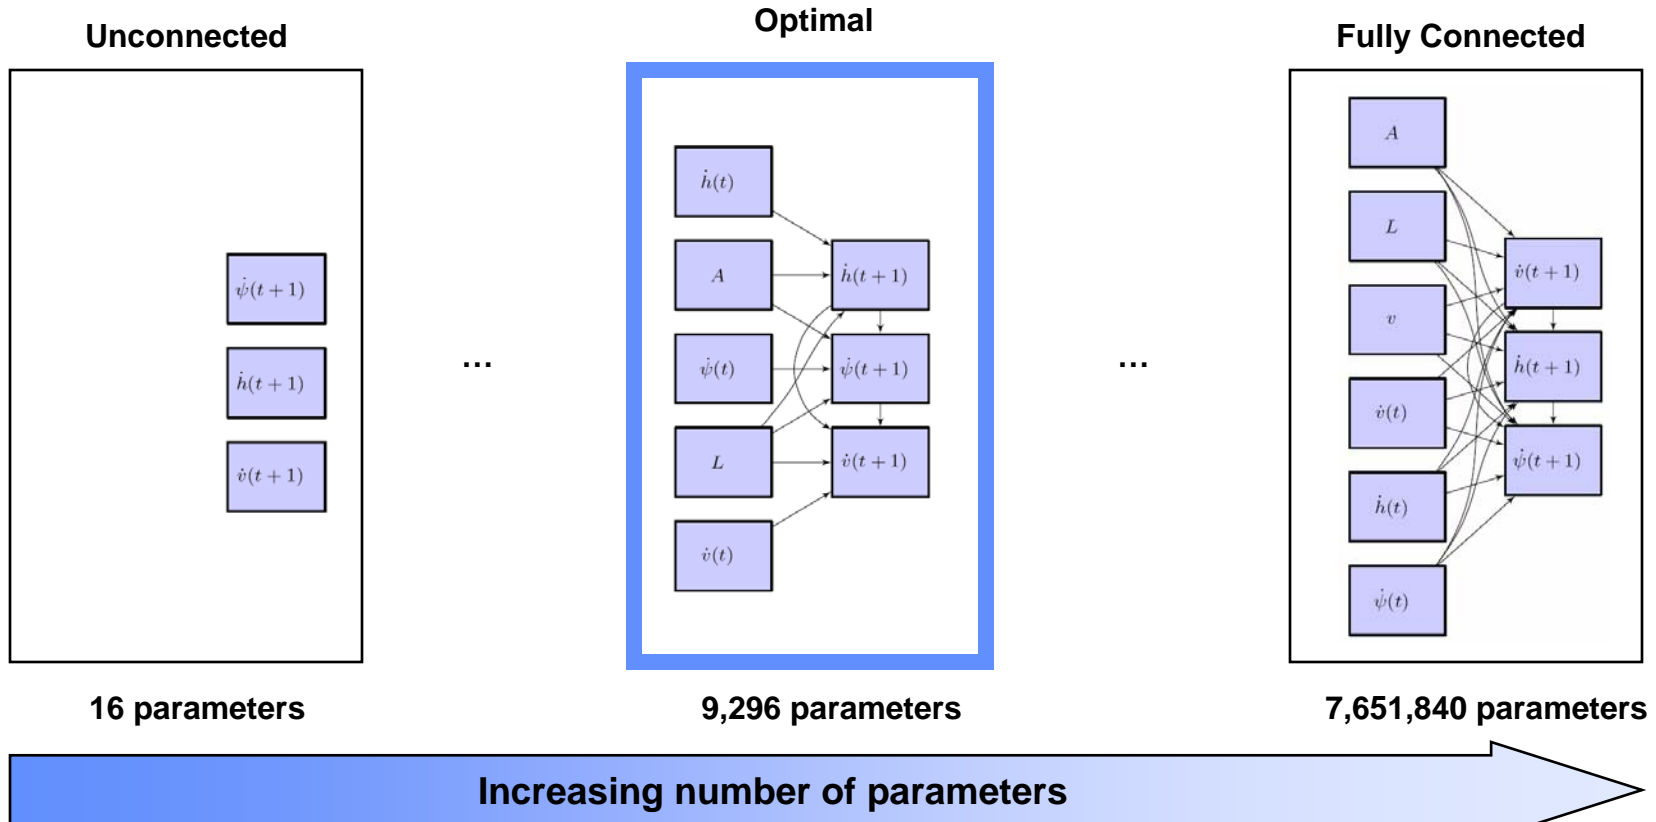 Unconnected
Optimal
Fully Connected
ψ̇(t + 1)
ḣ(t + 1)
v̇(t + 1)
...
ḣ(t)
A
ψ̇(t)
L
v̇(t)
ḣ(t + 1)
ψ̇(t + 1)
v̇(t + 1)
...
A
L
v
v̇(t)
ḣ(t)
ψ̇(t)
v̇(t + 1)
ḣ(t + 1)
ψ̇(t + 1)
16 parameters
9,296 parameters
7,651,840 parameters
Increasing number of parameters